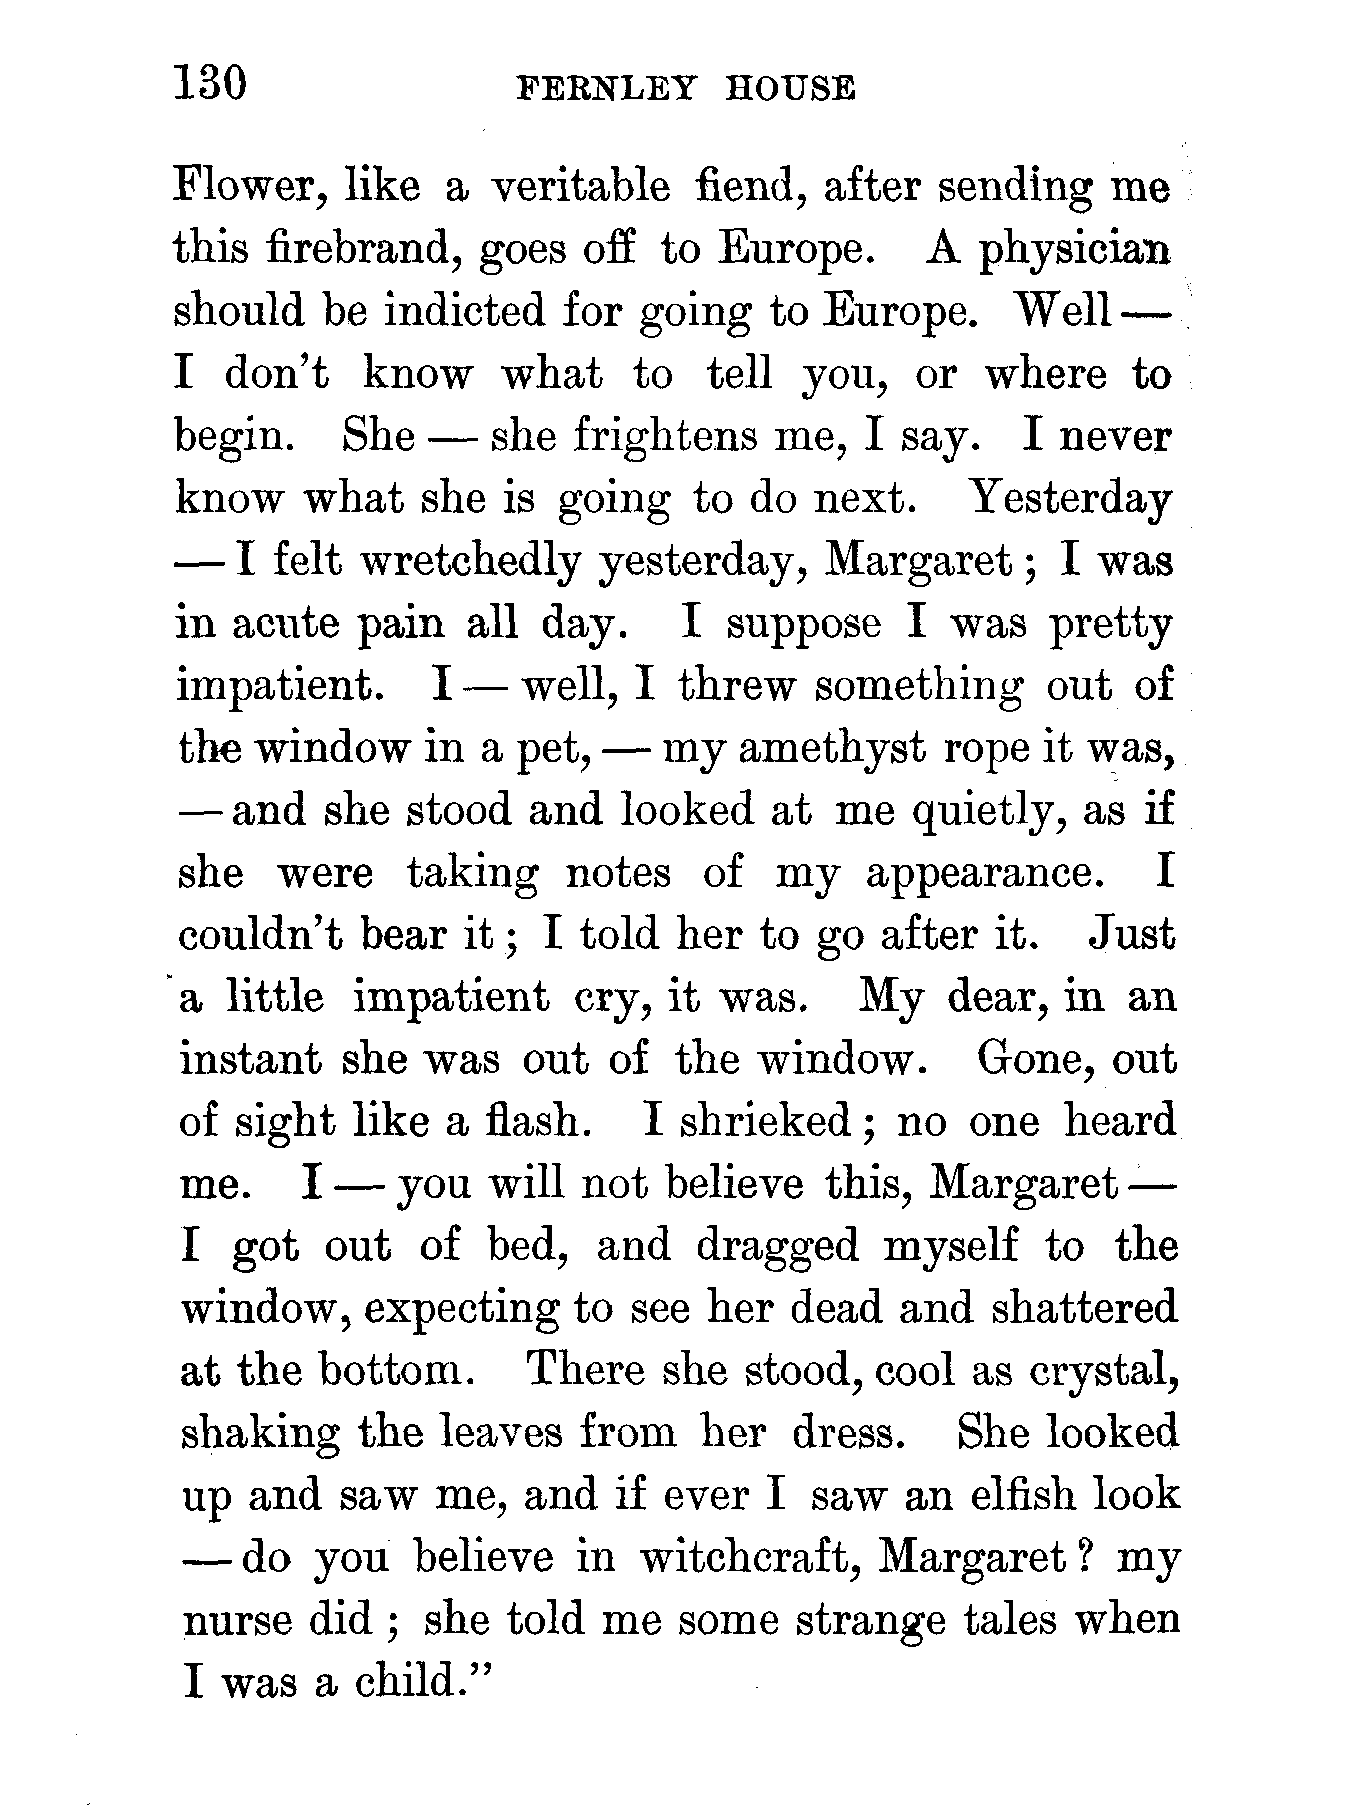 130 FERNLEY HOUSE
Flower, like a veritable fiend, after sending me
this firebrand, goes off to Europe. A physician
should be indicted for going to Europe. Well —
I don't know what to tell you, or where to
begin. She — she frightens me, I say. I never
know what she is going to do next. Yesterday
— I felt wretchedly yesterday, Margaret ; I was
in acute pain all day. I suppose I was pretty
impatient. I — well, I threw something out of
the window in a pet, — my amethyst rope it was,
— and she stood and looked at me quietly, as if
she were taking notes of my appearance. I
couldn't bear it ; I told her to go after it. Just
a little impatient cry, it was. My dear, in an
instant she was out of the window. Gone, out
of sight like a flash. I shrieked ; no one heard
me. I — you will not believe this, Margaret —
I got out of bed, and dragged myself to the
window, expecting to see her dead and shattered
at the bottom. There she stood, cool as crystal,
shaking the leaves from her dress. She looked
up and saw me, and if ever I saw an elfish look
— do you believe in witchcraft, Margaret ? my
nurse did ; she told me some strange tales when
I was a child."